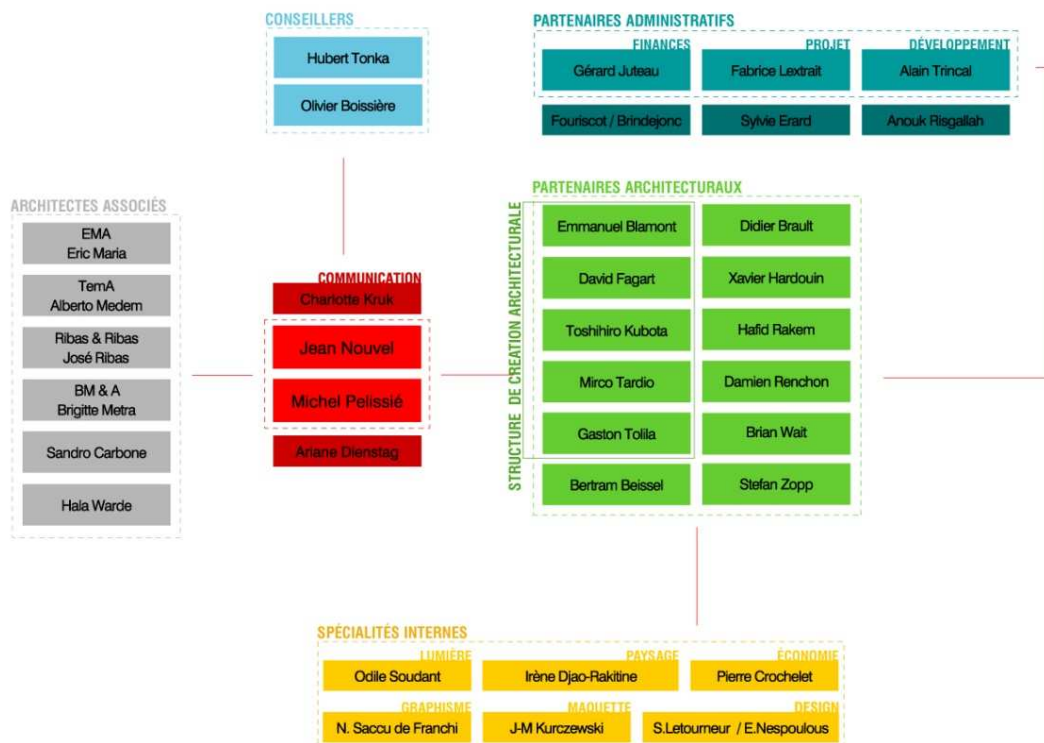 CONSEILLERS
Hubert Tonka
Olivier Boissière
PARTENAIRES ADMINISTRATIFS
FINANCES
Gérard Juteau
PROJET
Fabrice Lextrait
DÉVELOPPEMENT
Alain Trincal
Fouriscot / Brindejonc
Sylvie Erard
Anouk Risgallah
ARCHITECTES ASSOCIÉS
EMA
Eric Maria
TemA
Alberto Medem
Ribas & Ribas
José Ribas
BM & A
Brigitte Metra
Sandro Carbone
Hala Warde
COMMUNICATION
Charlotte Kruk
Jean Nouvel
Michel Pelissié
Ariane Dienstag
PARTENAIRES ARCHITECTURAUX
STRUCTURE DE CREATION ARCHITECTURALE
Emmanuel Blamont
David Fagart
Toshihiro Kubota
Mirco Tardio
Gaston Tolila
Bertram Beissel
Didier Brault
Xavier Hardouin
Hafid Rakem
Damien Renchon
Brian Wait
Stefan Zopp
SPÉCIALITÉS INTERNES
LUMIÈRE
Odile Soudant
PAYSAGE
Irène Djao-Rakitine
ÉCONOMIE
Pierre Crochelet
GRAPHISME
N. Saccu de Franchi
MAQUETTE
J-M Kurczewski
DESIGN
S.Letourneur / E.Nespoulous